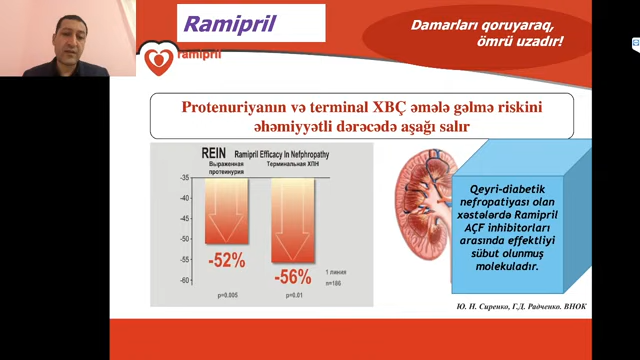 Ramipril
Damarları qoruyaraq,
ömrü uzadır!
ramipril
Protenuriyanın və terminal XBÇ əmələ gəlmə riskini
əhəmiyyətli dərəcədə aşağı salır
REIN Ramipril Efficacy In Nefphropathy
Выраженная
протеинурия
Терминальная ХПН
-35
-40
-45
-50
-55
-60
-52%
-56%
1 линия
n=186
p=0.005
p=0.01
Qeyri-diabetik
nefropatiyası olan
xəstələrdə Ramipril
AÇF inhibitorları
arasında effektliyi
sübut olunmuş
molekuladır.
Ю. Н. Сиренко, Г.Д. Радченко. ВНОК